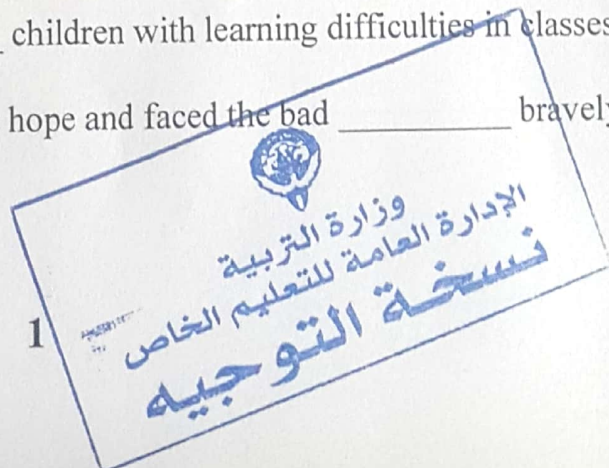 children with learning difficulties in classes
hope and faced the bad __________ bravely
وزارة التربية
الإدارة العامة للتعليم الخاص
نسخة التوجيه
1